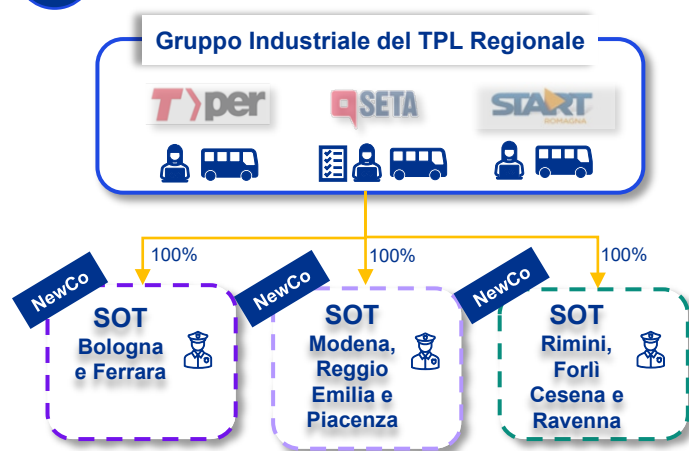 Gruppo Industriale del TPL Regionale
T>per
SETA
START
ROMAGNA
100%
100%
100%
NewCo
NewCo
NewCo
SOT
Bologna
e Ferrara
SOT
Modena,
Reggio
Emilia e
Piacenza
SOT
Rimini,
Forlì
Cesena e
Ravenna